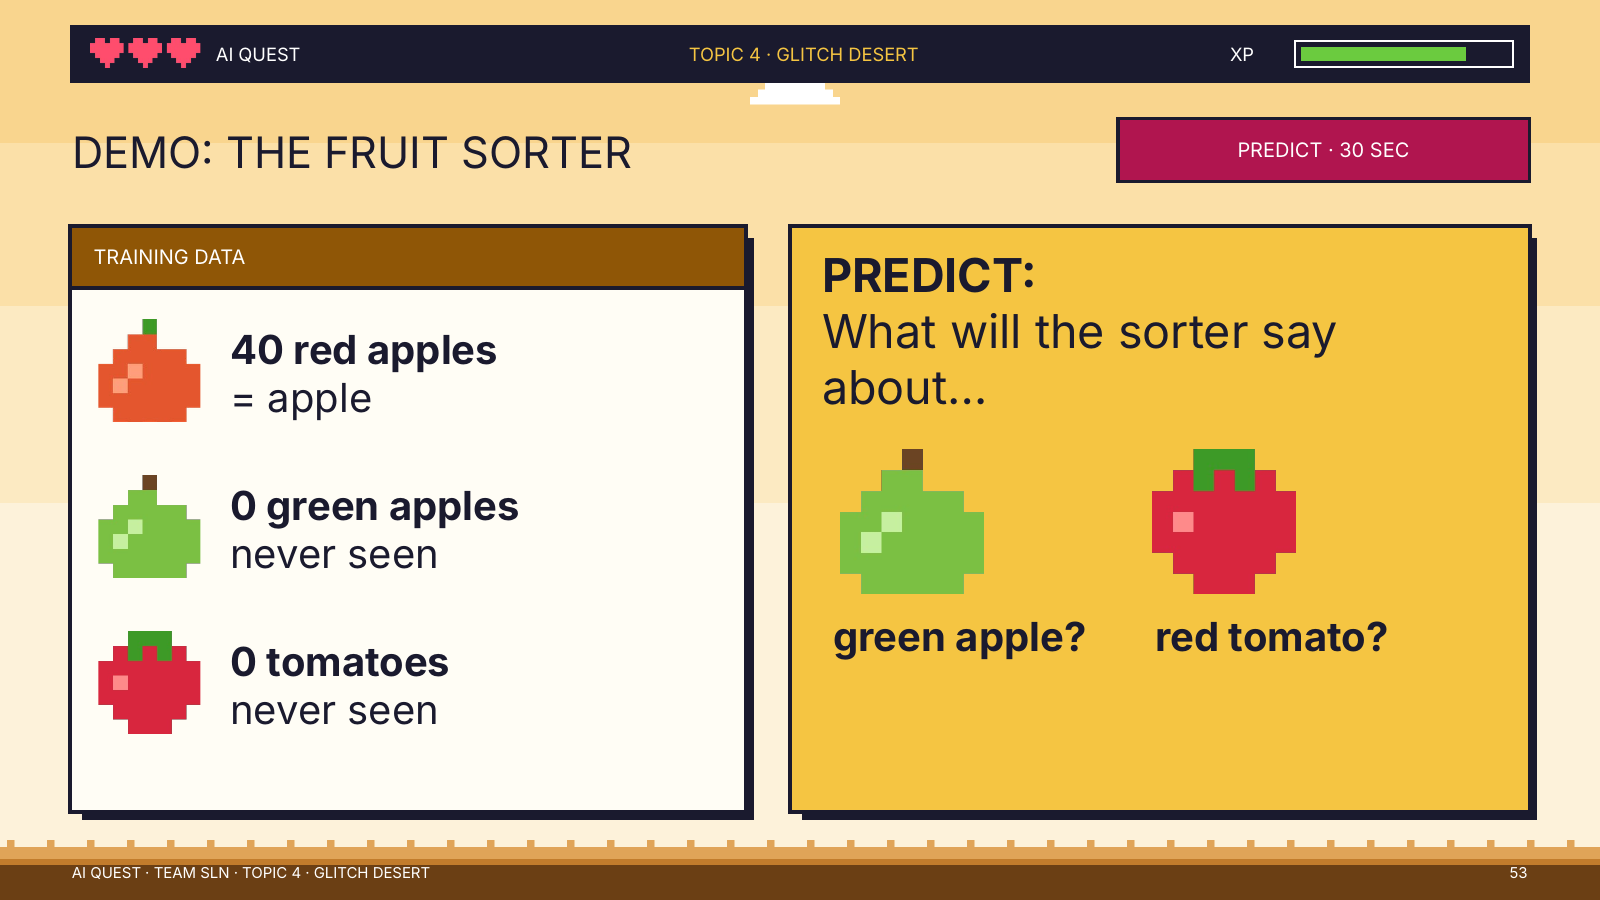 AI QUEST
TOPIC 4 · GLITCH DESERT
XP
DEMO: THE FRUIT SORTER
PREDICT · 30 SEC
TRAINING DATA
40 red apples
= apple
0 green apples
never seen
0 tomatoes
never seen
PREDICT:
What will the sorter say
about...
green apple?
red tomato?
AI QUEST · TEAM SLN · TOPIC 4 · GLITCH DESERT
53